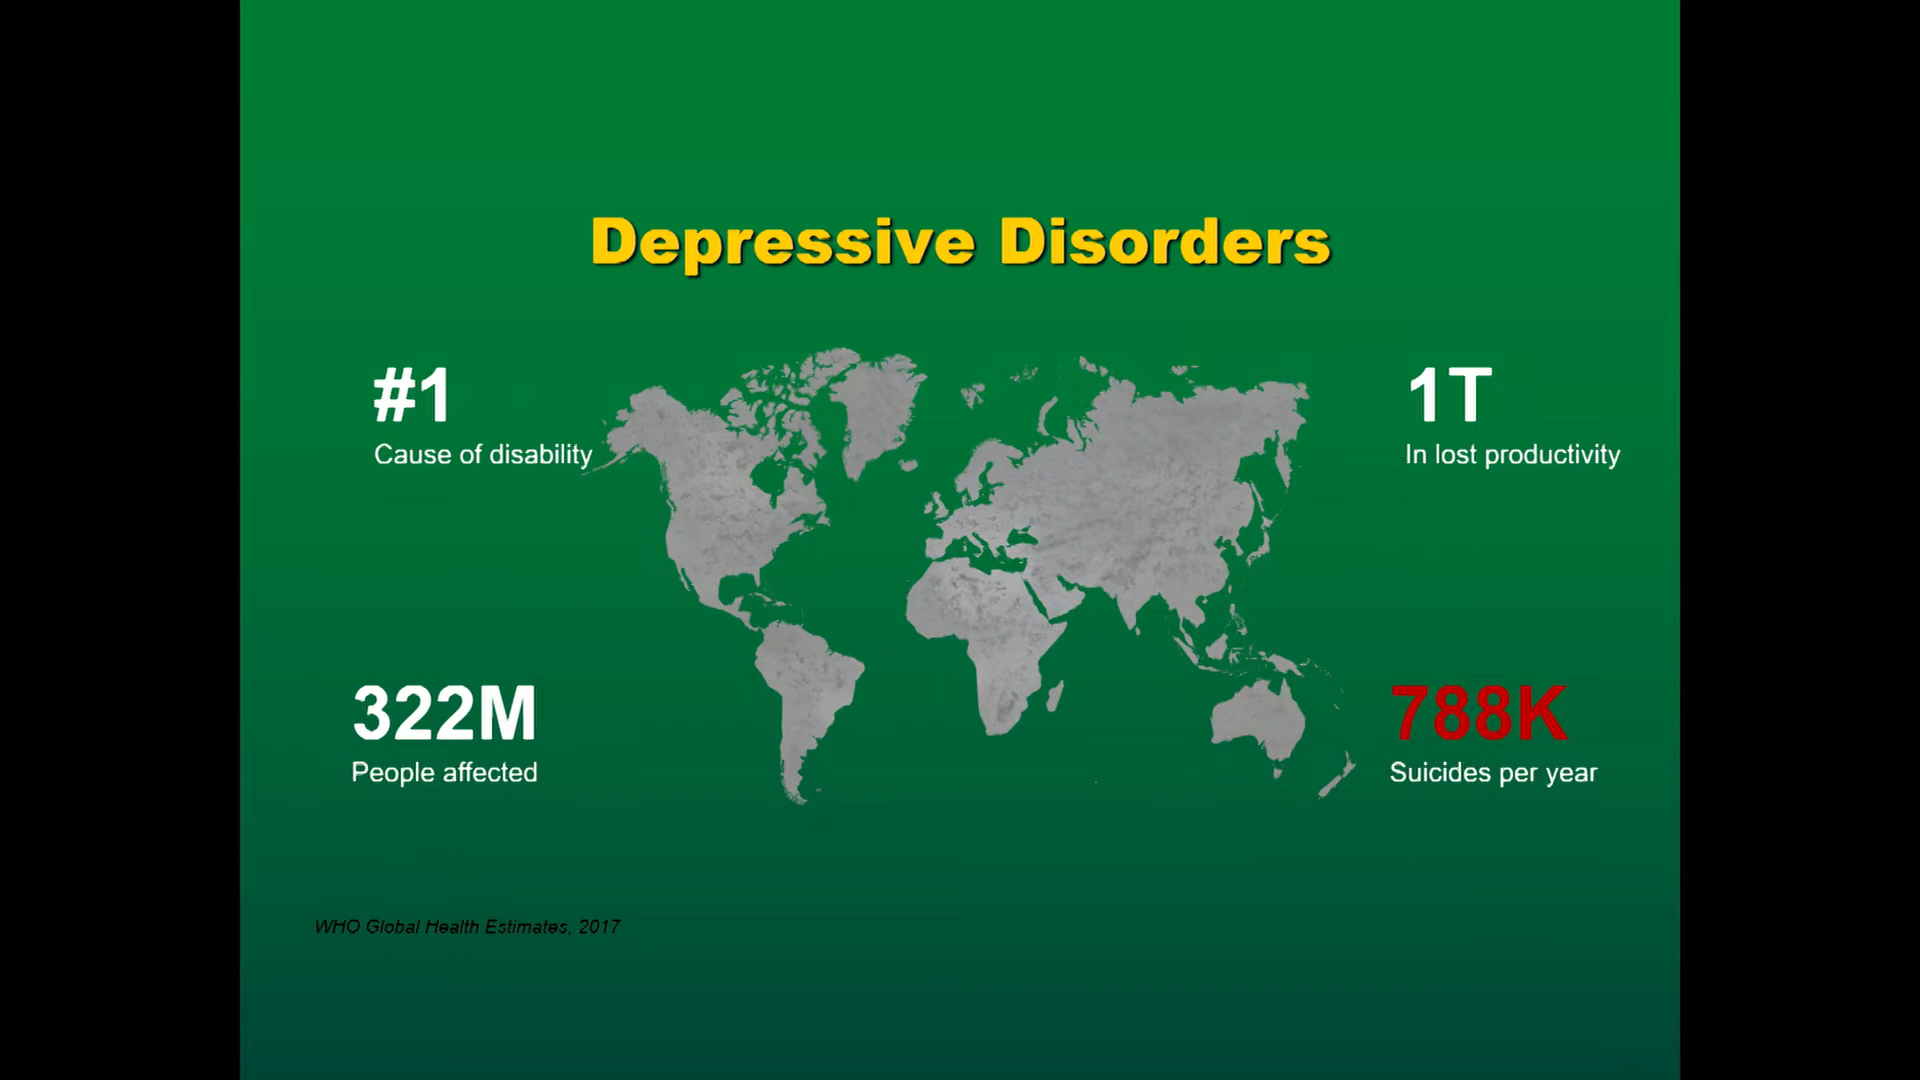 Depressive Disorders
#1
Cause of disability
1T
In lost productivity
322M
People affected
788K
Suicides per year
WHO Global Health Estimates, 2017